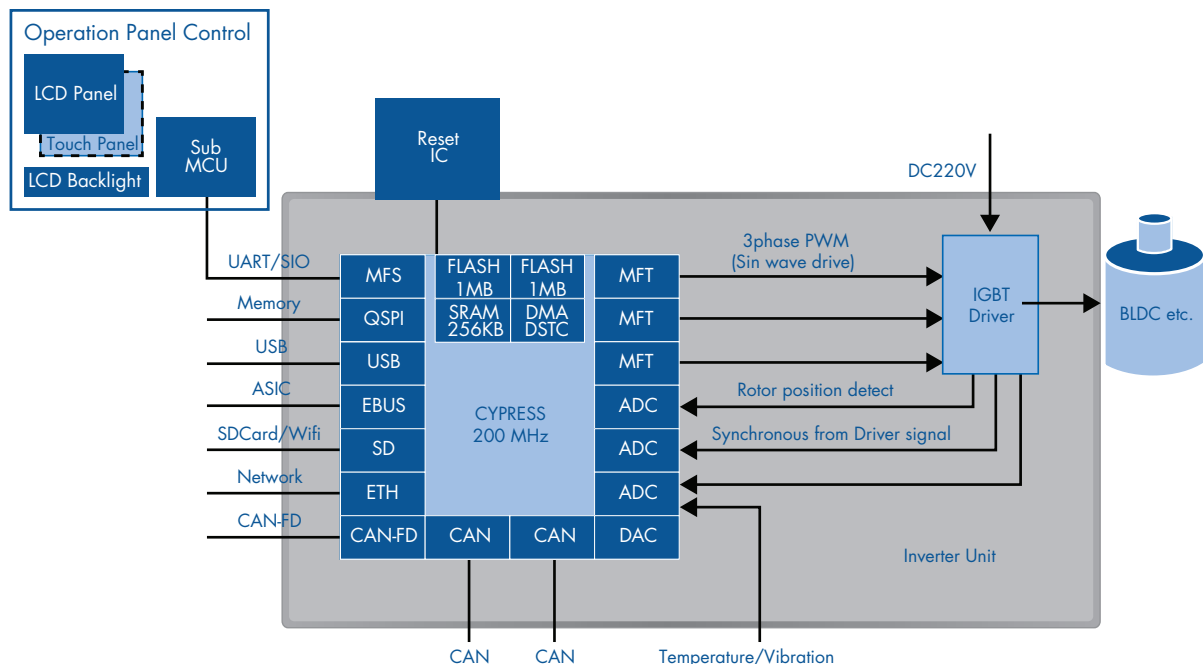 Operation Panel Control
LCD Panel
Touch Panel
LCD Backlight
Sub
MCU
Reset
IC
DC220V
UART/SIO
Memory
USB
ASIC
SDCard/Wifi
Network
CAN-FD
MFS
QSPI
USB
EBUS
SD
ETH
CAN-FD
FLASH
1MB
FLASH
1MB
SRAM
256KB
DMA
DSTC
CYPRESS
200 MHz
CAN
CAN
MFT
MFT
MFT
ADC
ADC
ADC
DAC
3phase PWM
(Sin wave drive)
Rotor position detect
Synchronous from Driver signal
IGBT
Driver
BLDC etc.
Inverter Unit
CAN
CAN
Temperature/Vibration